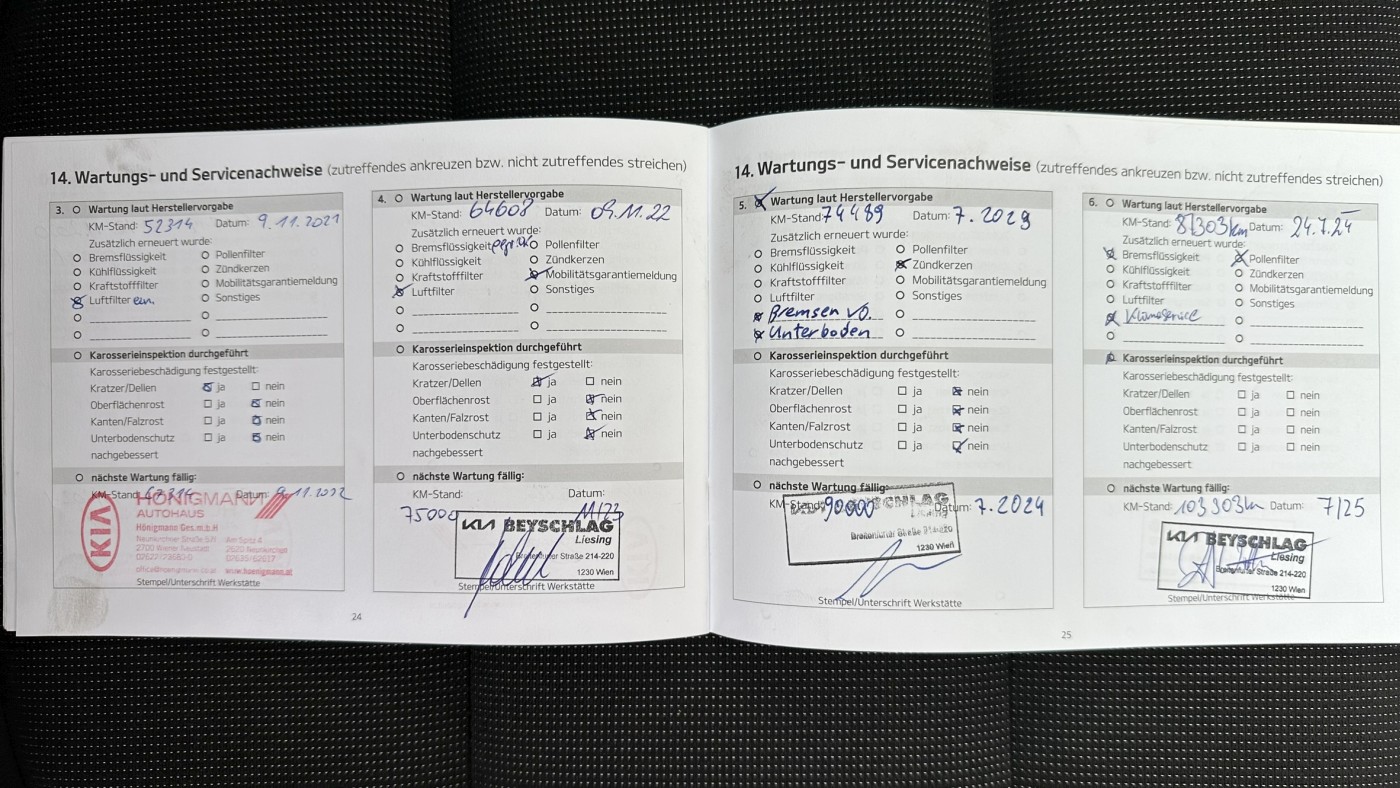 14. Wartungs- und Servicenachweise (zutreffendes ankreuzen bzw. nicht zutreffendes streichen)
3. Wartung laut Herstellervorgabe
KM-Stand: 52314 Datum: 9.11.2021
Zusätzlich erneuert wurde:
Bremsflüssigkeit Pollenfilter
Kühlflüssigkeit Zündkerzen
Kraftstofffilter Mobilitätsgarantiemeldung
Luftfilter ern. Sonstiges
Karosserieinspektion durchgeführt
Karosseriebeschädigung festgestellt:
Kratzer/Dellen ja nein
Oberflächenrost ja nein
Kanten/Falzrost ja nein
Unterbodenschutz ja nein
nachgebessert
nächste Wartung fällig:
KM-Stand: Datum: 9.11.2022
KIA
HÖNIGMANN
AUTOHAUS
Hönigmann Ges.m.b.H
Stempel/Unterschrift Werkstätte
4. Wartung laut Herstellervorgabe
KM-Stand: 64608 Datum: 09.11.22
Zusätzlich erneuert wurde:
Bremsflüssigkeit Pollenfilter
Kühlflüssigkeit Zündkerzen
Kraftstofffilter Mobilitätsgarantiemeldung
Luftfilter Sonstiges
Karosserieinspektion durchgeführt
Karosseriebeschädigung festgestellt:
Kratzer/Dellen ja nein
Oberflächenrost ja nein
Kanten/Falzrost ja nein
Unterbodenschutz ja nein
nachgebessert
nächste Wartung fällig:
KM-Stand: Datum:
75000 11/23
KIA BEYSCHLAG
Liesing
Straße 214-220
1230 Wien
Stempel/Unterschrift Werkstätte
24
14. Wartungs- und Servicenachweise (zutreffendes ankreuzen bzw. nicht zutreffendes streichen)
5. Wartung laut Herstellervorgabe
KM-Stand: 74489 Datum: 7. 2023
Zusätzlich erneuert wurde:
Bremsflüssigkeit Pollenfilter
Kühlflüssigkeit Zündkerzen
Kraftstofffilter Mobilitätsgarantiemeldung
Luftfilter Sonstiges
Bremsen VO.
Unterboden
Karosserieinspektion durchgeführt
Karosseriebeschädigung festgestellt:
Kratzer/Dellen ja nein
Oberflächenrost ja nein
Kanten/Falzrost ja nein
Unterbodenschutz ja nein
nachgebessert
nächste Wartung fällig:
KM-Stand: 90000 Datum: 7. 2024
1230 Wien
Stempel/Unterschrift Werkstätte
6. Wartung laut Herstellervorgabe
KM-Stand: 87303km Datum: 24.7.24
Zusätzlich erneuert wurde:
Bremsflüssigkeit Pollenfilter
Kühlflüssigkeit Zündkerzen
Kraftstofffilter Mobilitätsgarantiemeldung
Luftfilter Sonstiges
Klimaservice
Karosserieinspektion durchgeführt
Karosseriebeschädigung festgestellt:
Kratzer/Dellen ja nein
Oberflächenrost ja nein
Kanten/Falzrost ja nein
Unterbodenschutz ja nein
nachgebessert
nächste Wartung fällig:
KM-Stand: 103303km Datum: 7/25
KIA BEYSCHLAG
Liesing
Straße 214-220
1230 Wien
Stempel/Unterschrift Werkstätte
25